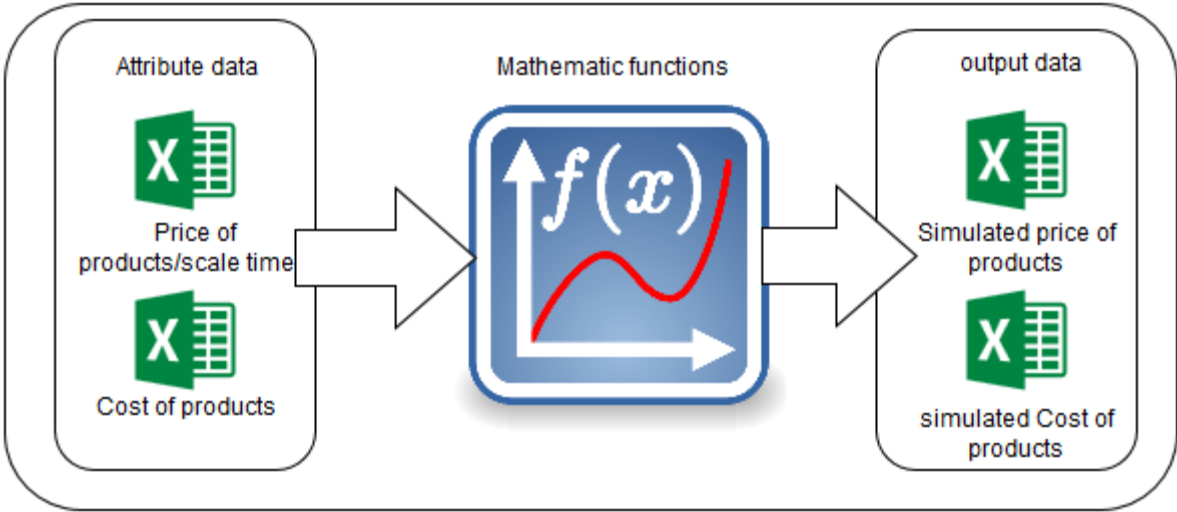 Attribute data
X
Price of
products/scale time
X
Cost of products
Mathematic functions
f(x)
output data
X
Simulated price of
products
X
simulated Cost of
products